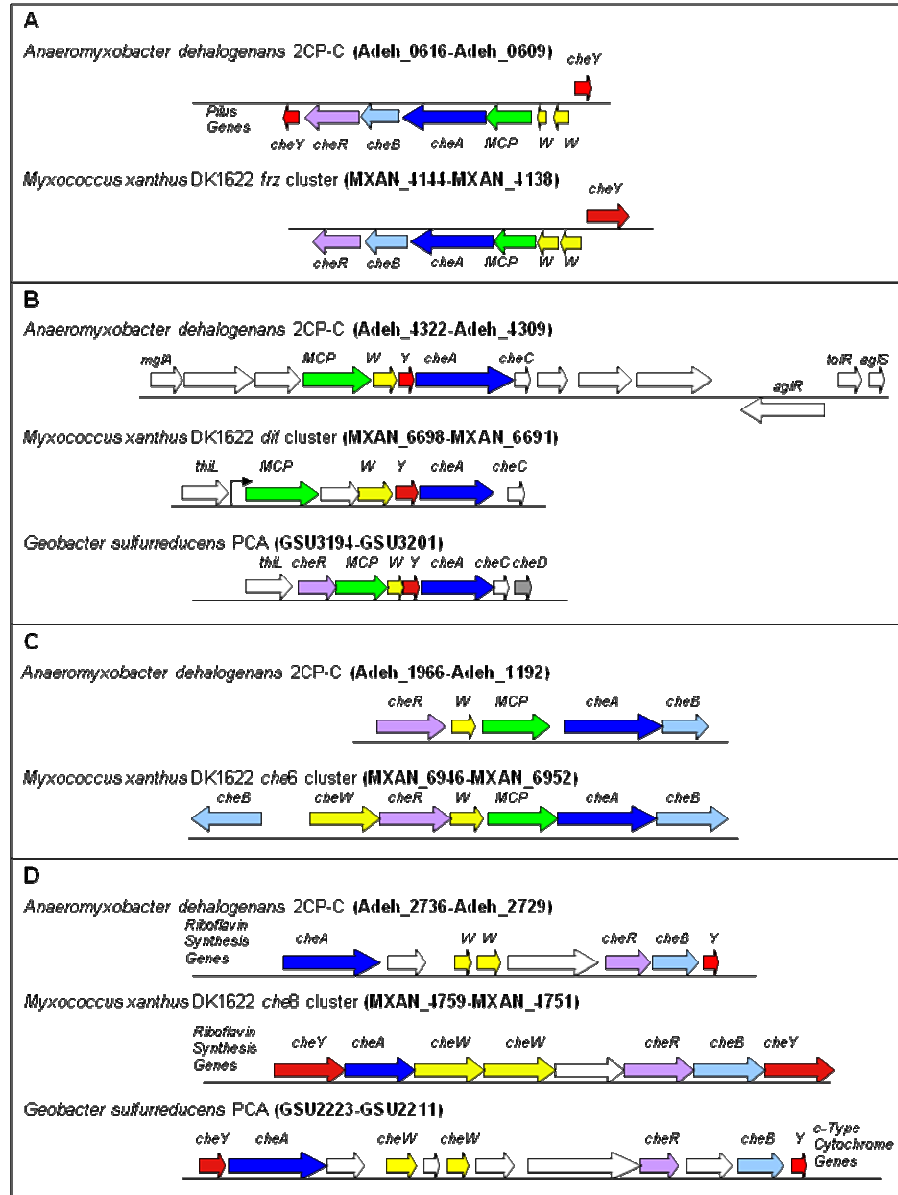 A
Anaeromyxobacter dehalogenans 2CP-C (Adeh_0616-Adeh_0609)
cheY
Pilus
Genes
cheY cheR cheB cheA MCP W W
Myxococcus xanthus DK1622 frz cluster (MXAN_4144-MXAN_4138)
cheY
cheR cheB cheA MCP W W
B
Anaeromyxobacter dehalogenans 2CP-C (Adeh_4322-Adeh_4309)
mglA MCP W Y cheA cheC tolR aglS
aglR
Myxococcus xanthus DK1622 dif cluster (MXAN_6698-MXAN_6691)
thiL MCP W Y cheA cheC
Geobacter sulfurreducens PCA (GSU3194-GSU3201)
thiL cheR MCP W Y cheA cheC cheD
C
Anaeromyxobacter dehalogenans 2CP-C (Adeh_1966-Adeh_1192)
cheR W MCP cheA cheB
Myxococcus xanthus DK1622 che6 cluster (MXAN_6946-MXAN_6952)
cheB cheW cheR W MCP cheA cheB
D
Anaeromyxobacter dehalogenans 2CP-C (Adeh_2736-Adeh_2729)
Riboflavin
Synthesis
Genes
cheA W W cheR cheB Y
Myxococcus xanthus DK1622 che8 cluster (MXAN_4759-MXAN_4751)
Riboflavin
Synthesis
Genes
cheY cheA cheW cheW cheR cheB cheY
Geobacter sulfurreducens PCA (GSU2223-GSU2211)
cheY cheA cheW cheW cheR cheB Y
c-Type
Cytochrome
Genes